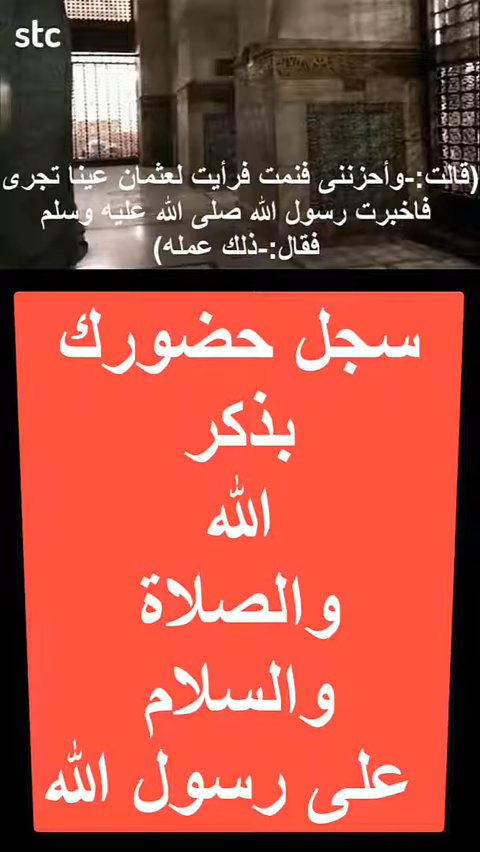 stc
(قالت:-وأحزننى فنمت فرأيت لعثمان عينا تجرى
فاخبرت رسول الله صلى الله عليه وسلم
فقال:-ذلك عمله)
سجل حضورك
بذكر
الله
والصلاة
والسلام
على رسول الله